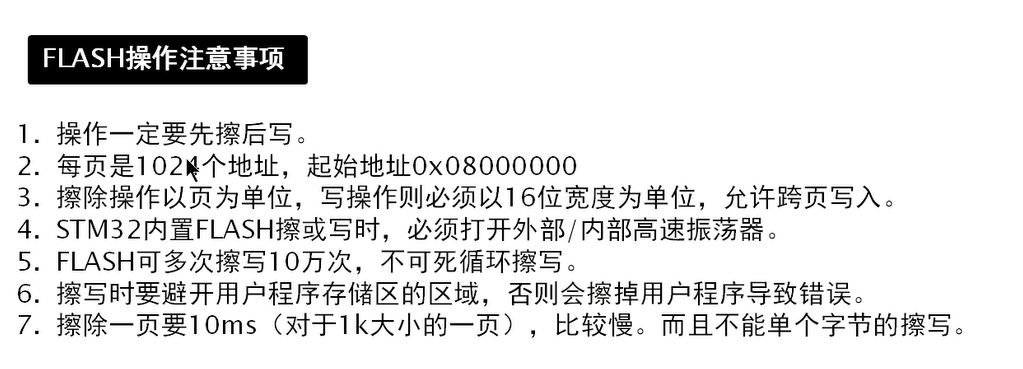 FLASH操作注意事项
1. 操作一定要先擦后写。
2. 每页是1024个地址，起始地址0x08000000
3. 擦除操作以页为单位，写操作则必须以16位宽度为单位，允许跨页写入。
4. STM32内置FLASH擦或写时，必须打开外部/内部高速振荡器。
5. FLASH可多次擦写10万次，不可死循环擦写。
6. 擦写时要避开用户程序存储区的区域，否则会擦掉用户程序导致错误。
7. 擦除一页要10ms（对于1k大小的一页），比较慢。而且不能单个字节的擦写。